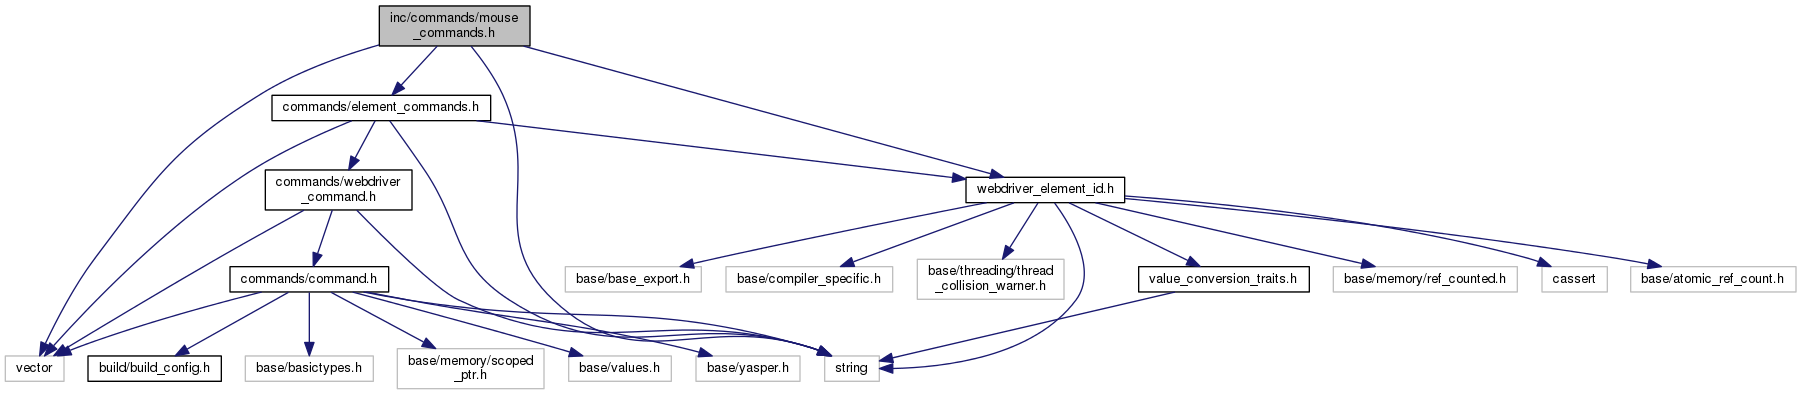 inc/commands/mouse
_commands.h
commands/element_commands.h
commands/webdriver
_command.h
webdriver_element_id.h
commands/command.h
base/base_export.h
base/compiler_specific.h
base/threading/thread
_collision_warner.h
value_conversion_traits.h
base/memory/ref_counted.h
cassert
base/atomic_ref_count.h
vector
build/build_config.h
base/basictypes.h
base/memory/scoped
_ptr.h
base/values.h
base/yasper.h
string